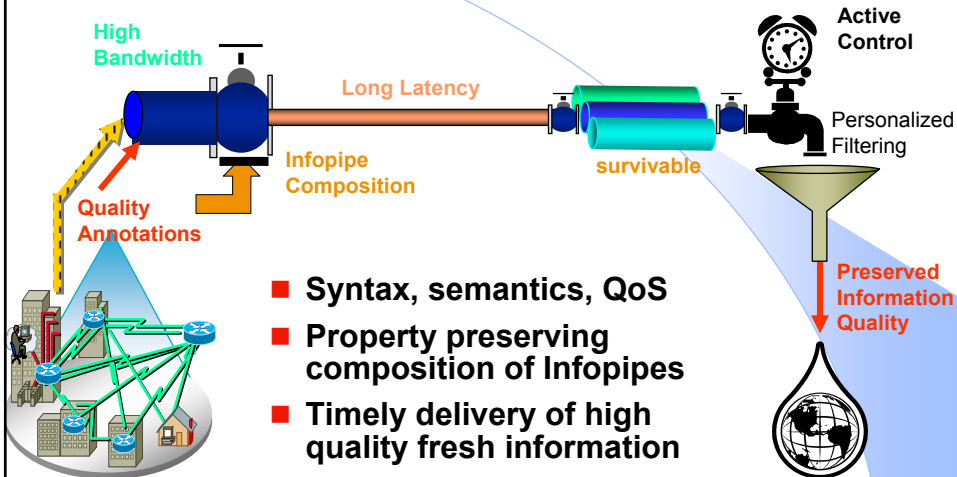 High
Bandwidth
Active
Control
Long Latency
Personalized
Filtering
Infopipe
Composition
survivable
Quality
Annotations
Preserved
Information
Quality
Syntax, semantics, QoS
Property preserving
composition of Infopipes
Timely delivery of high
quality fresh information